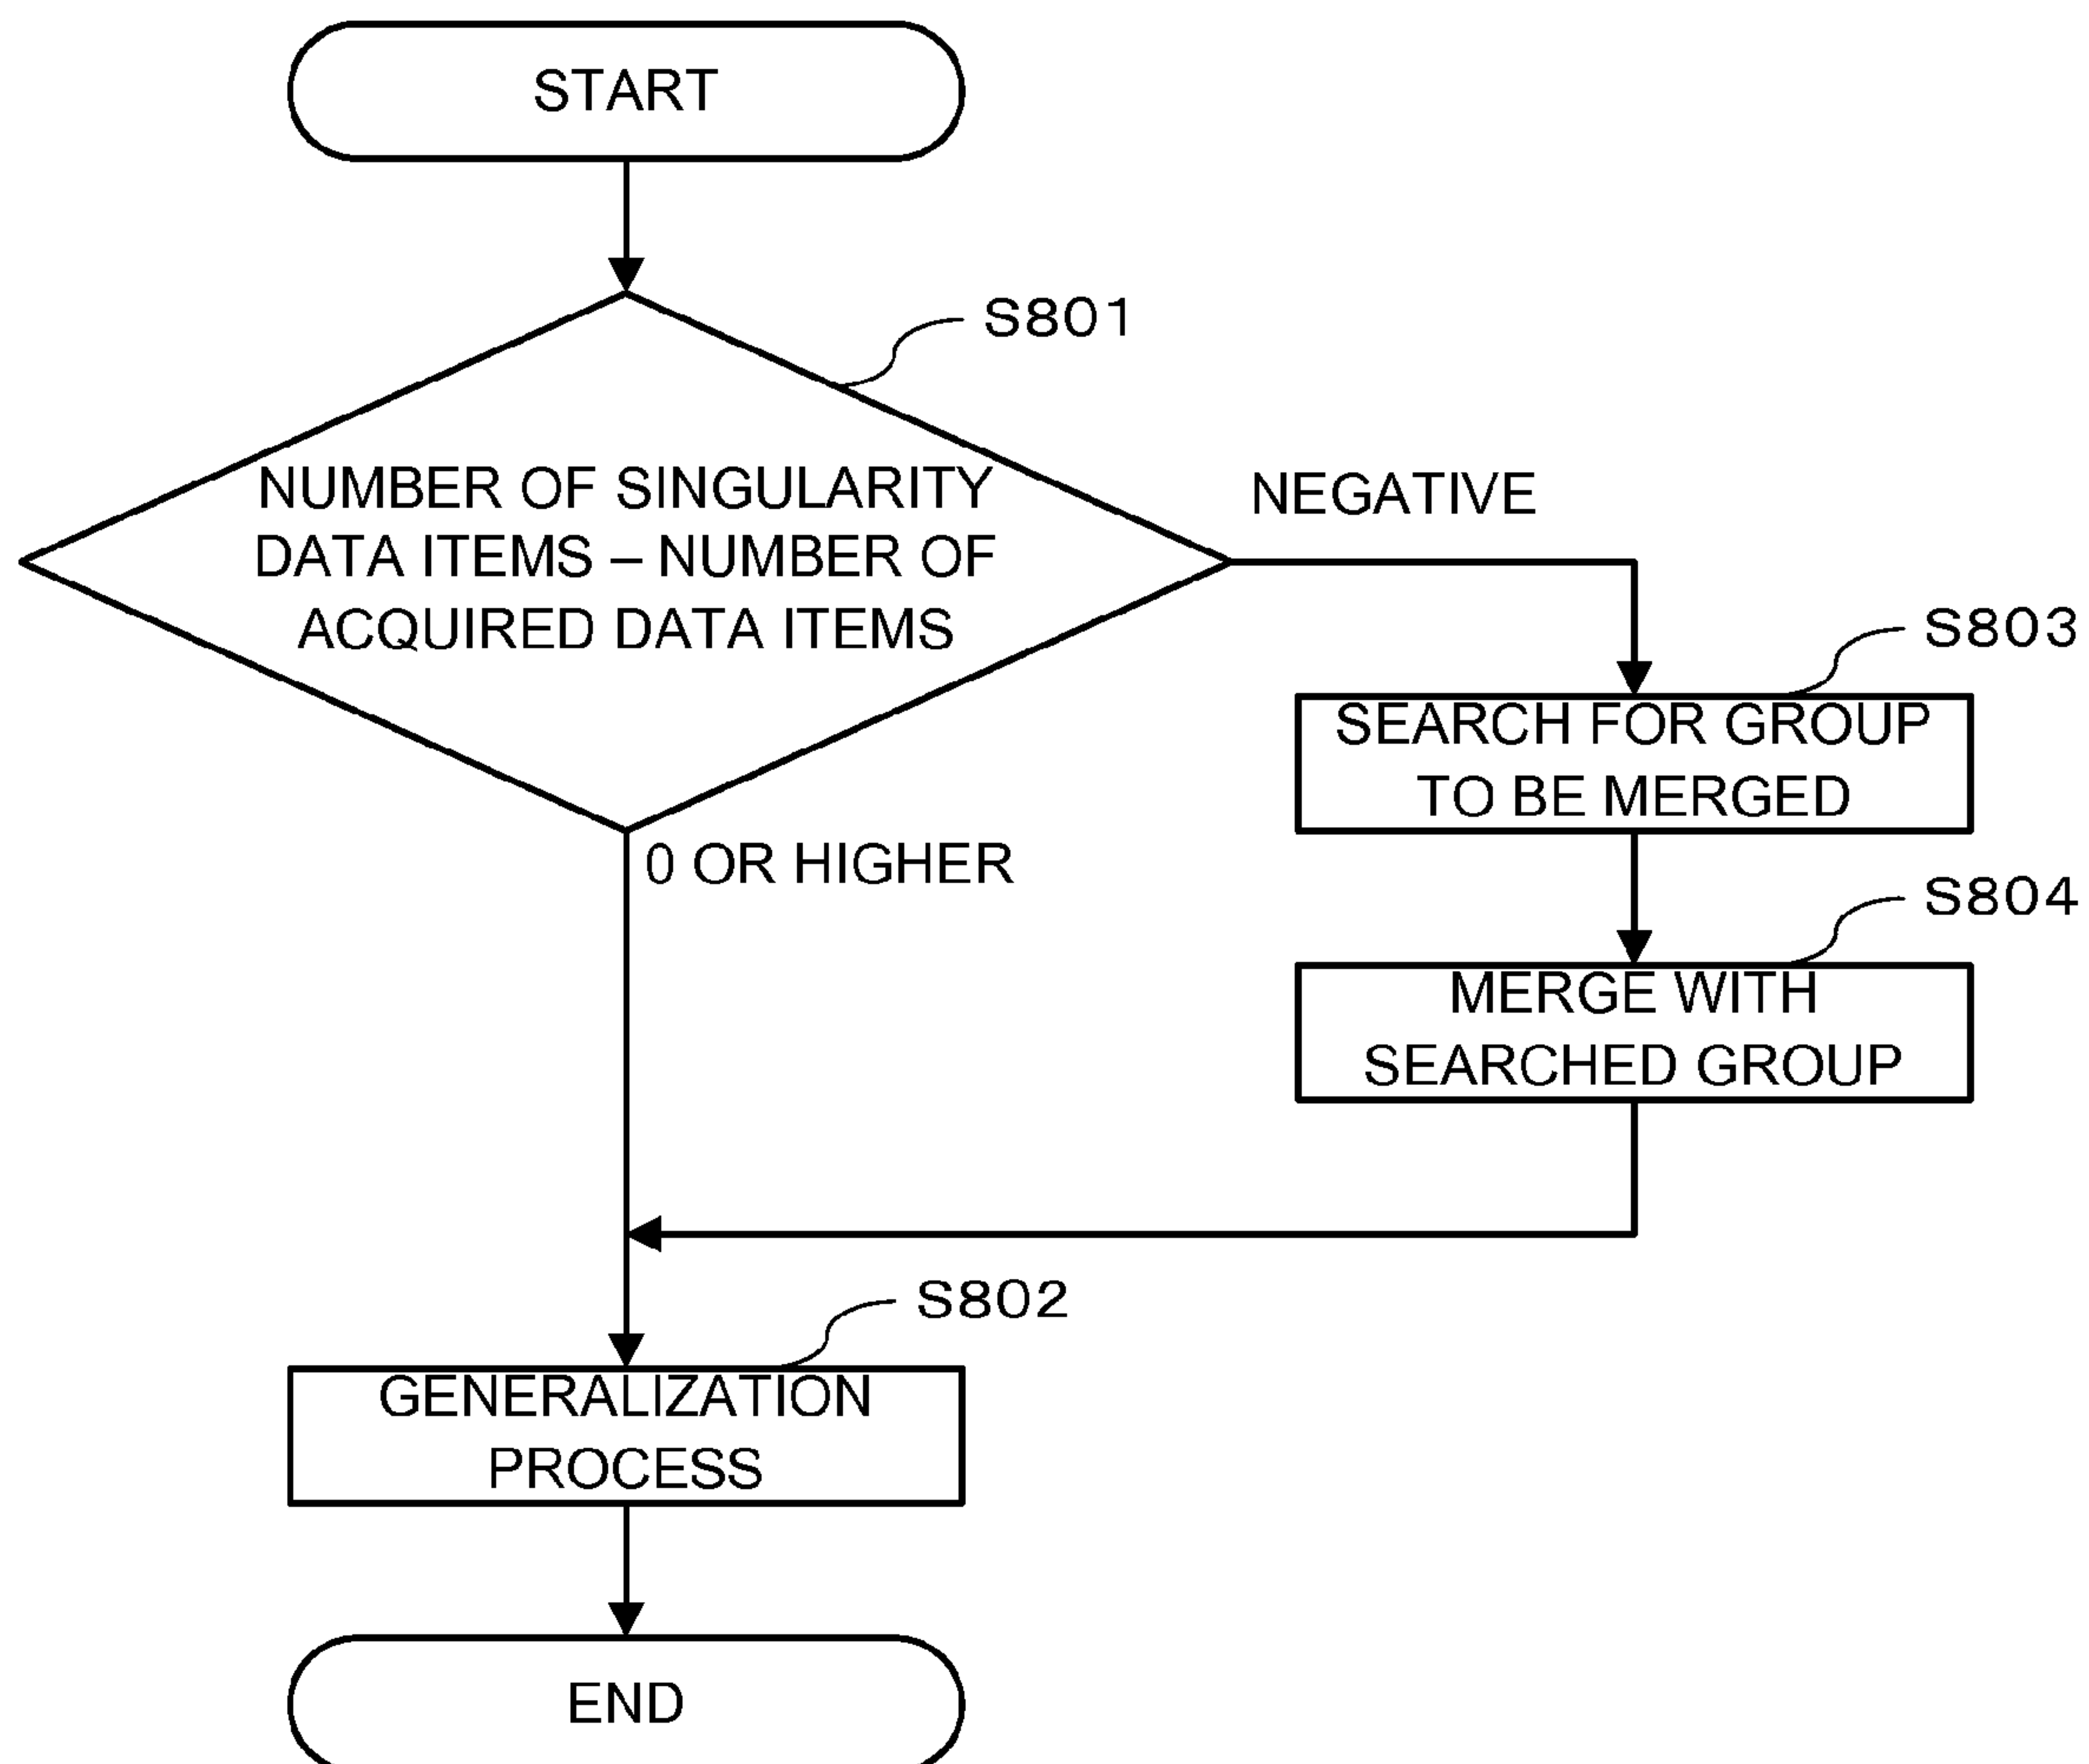 START
S801
NUMBER OF SINGULARITY
DATA ITEMS – NUMBER OF
ACQUIRED DATA ITEMS
NEGATIVE
0 OR HIGHER
S803
SEARCH FOR GROUP
TO BE MERGED
S804
MERGE WITH
SEARCHED GROUP
S802
GENERALIZATION
PROCESS
END